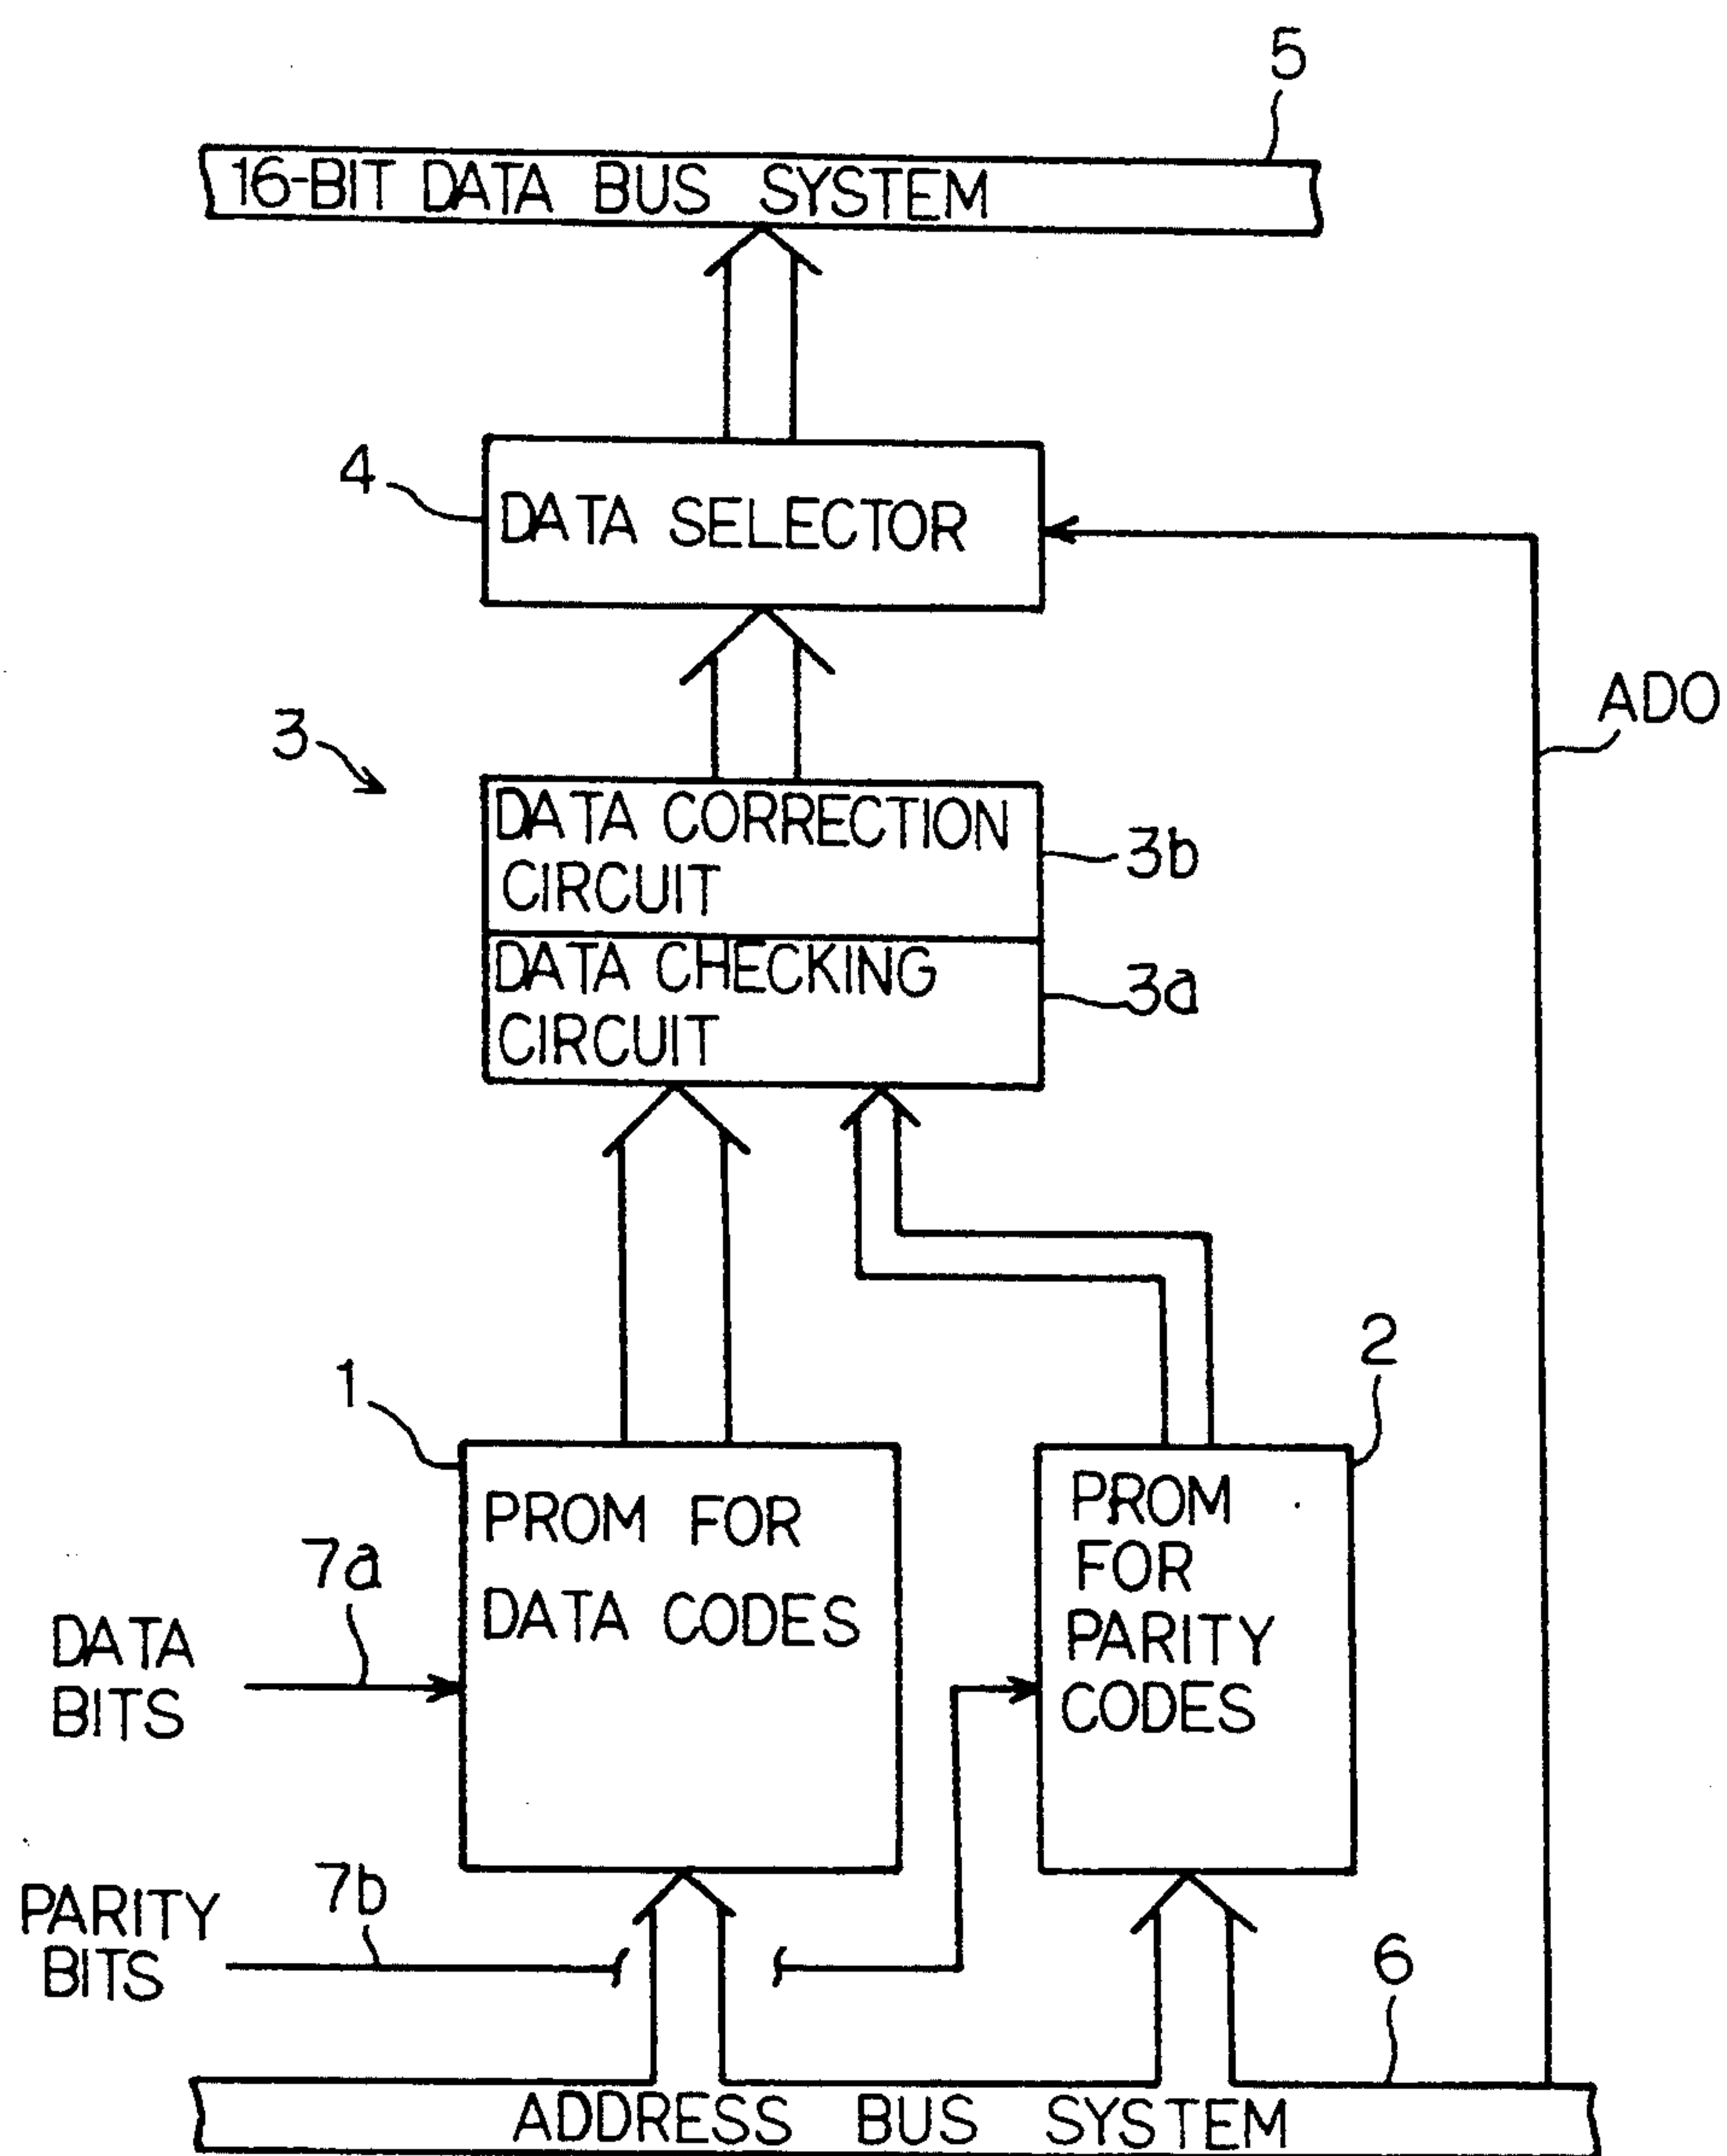 5
16-BIT DATA BUS SYSTEM
4
DATA SELECTOR
ADO
3
DATA CORRECTION
CIRCUIT
3b
DATA CHECKING
CIRCUIT
3a
1
2
PROM FOR
DATA CODES
PROM
FOR
PARITY
CODES
7a
DATA
BITS
7b
PARITY
BITS
6
ADDRESS BUS SYSTEM